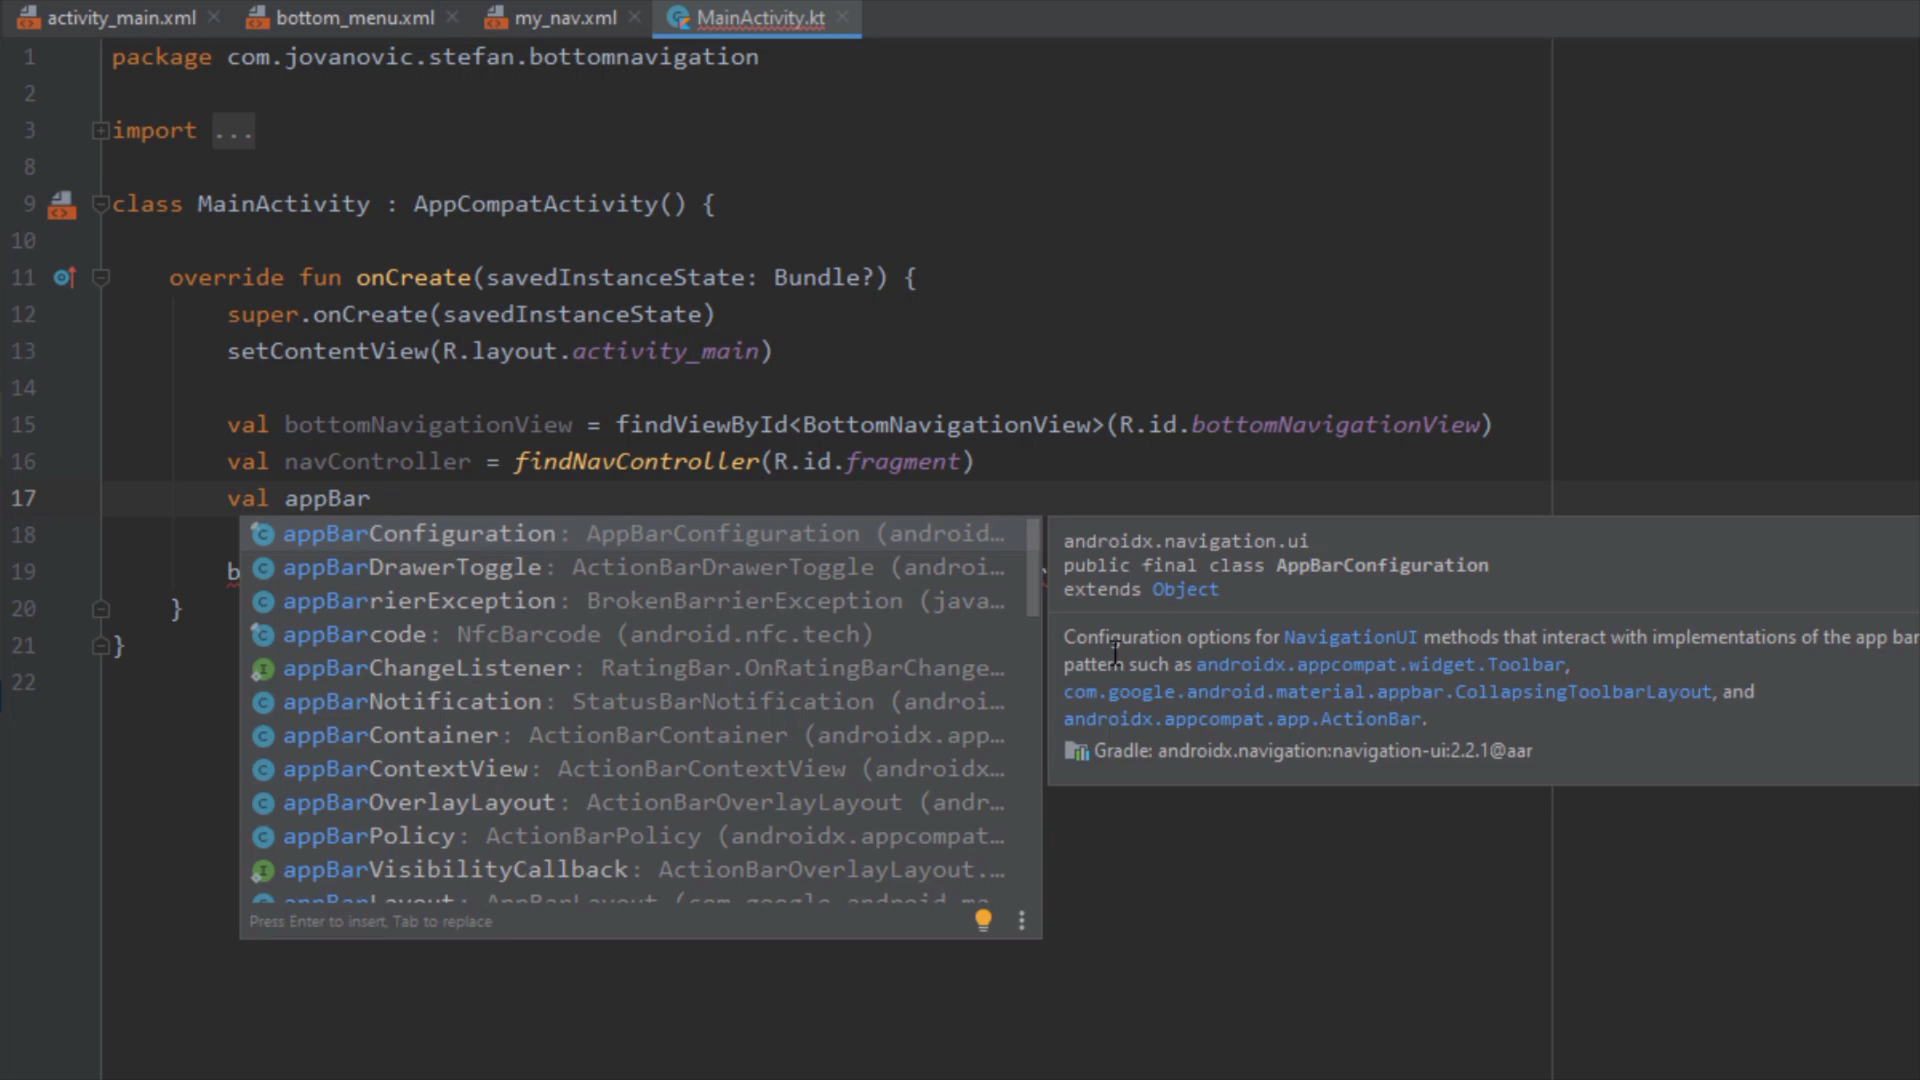 activity_main.xml bottom_menu.xml my_nav.xml MainActivity.kt
1 package com.jovanovic.stefan.bottomnavigation
2
3 import ...
8
9 class MainActivity : AppCompatActivity() {
10
11 override fun onCreate(savedInstanceState: Bundle?) {
12 super.onCreate(savedInstanceState)
13 setContentView(R.layout.activity_main)
14
15 val bottomNavigationView = findViewById<BottomNavigationView>(R.id.bottomNavigationView)
16 val navController = findNavController(R.id.fragment)
17 val appBar
18
19 b
20 }
21 }
22
appBarConfiguration: AppBarConfiguration (android…
appBarDrawerToggle: ActionBarDrawerToggle (androi…
appBarrierException: BrokenBarrierException (java…
appBarcode: NfcBarcode (android.nfc.tech)
appBarChangeListener: RatingBar.OnRatingBarChange…
appBarNotification: StatusBarNotification (androi…
appBarContainer: ActionBarContainer (androidx.app…
appBarContextView: ActionBarContextView (androidx…
appBarOverlayLayout: ActionBarOverlayLayout (andr…
appBarPolicy: ActionBarPolicy (androidx.appcompat…
appBarVisibilityCallback: ActionBarOverlayLayout.…
appBarLayout: AppBarLayout (com.google.android.ma…
Press Enter to insert, Tab to replace
androidx.navigation.ui
public final class AppBarConfiguration
extends Object
Configuration options for NavigationUI methods that interact with implementations of the app bar
pattern such as androidx.appcompat.widget.Toolbar,
com.google.android.material.appbar.CollapsingToolbarLayout, and
androidx.appcompat.app.ActionBar.
Gradle: androidx.navigation:navigation-ui:2.2.1@aar